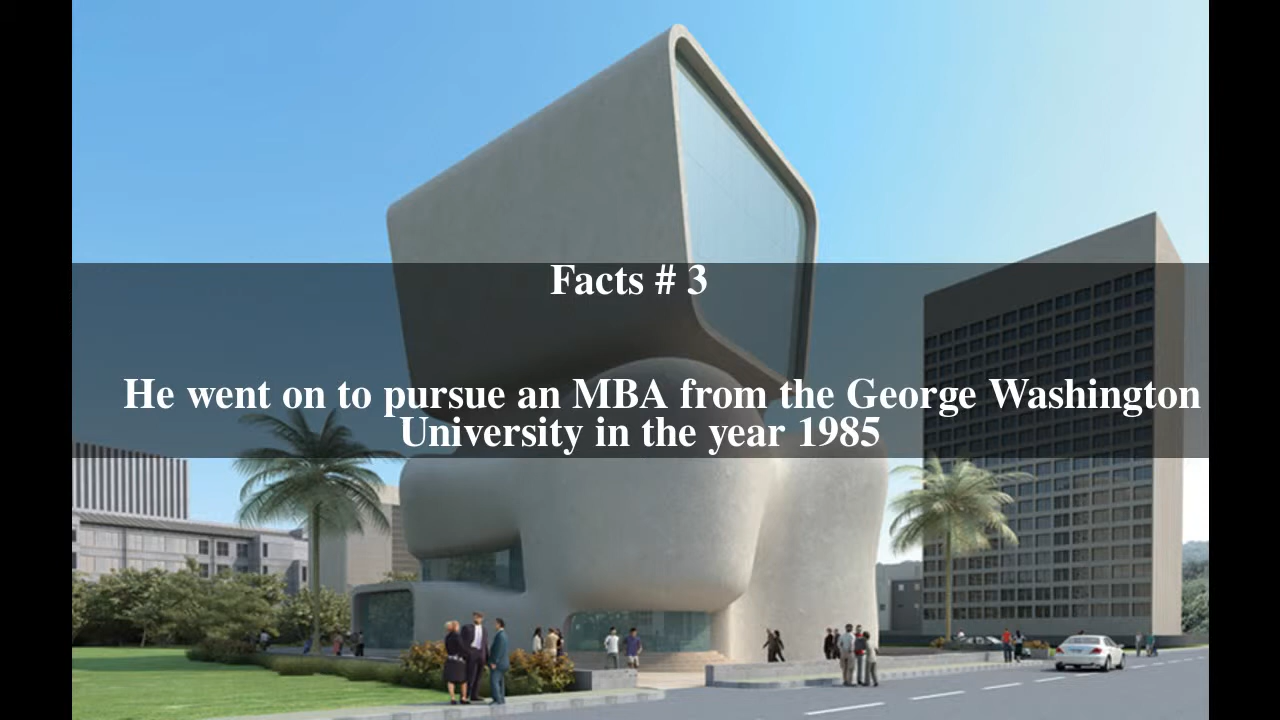 Facts # 3
He went on to pursue an MBA from the George Washington
University in the year 1985